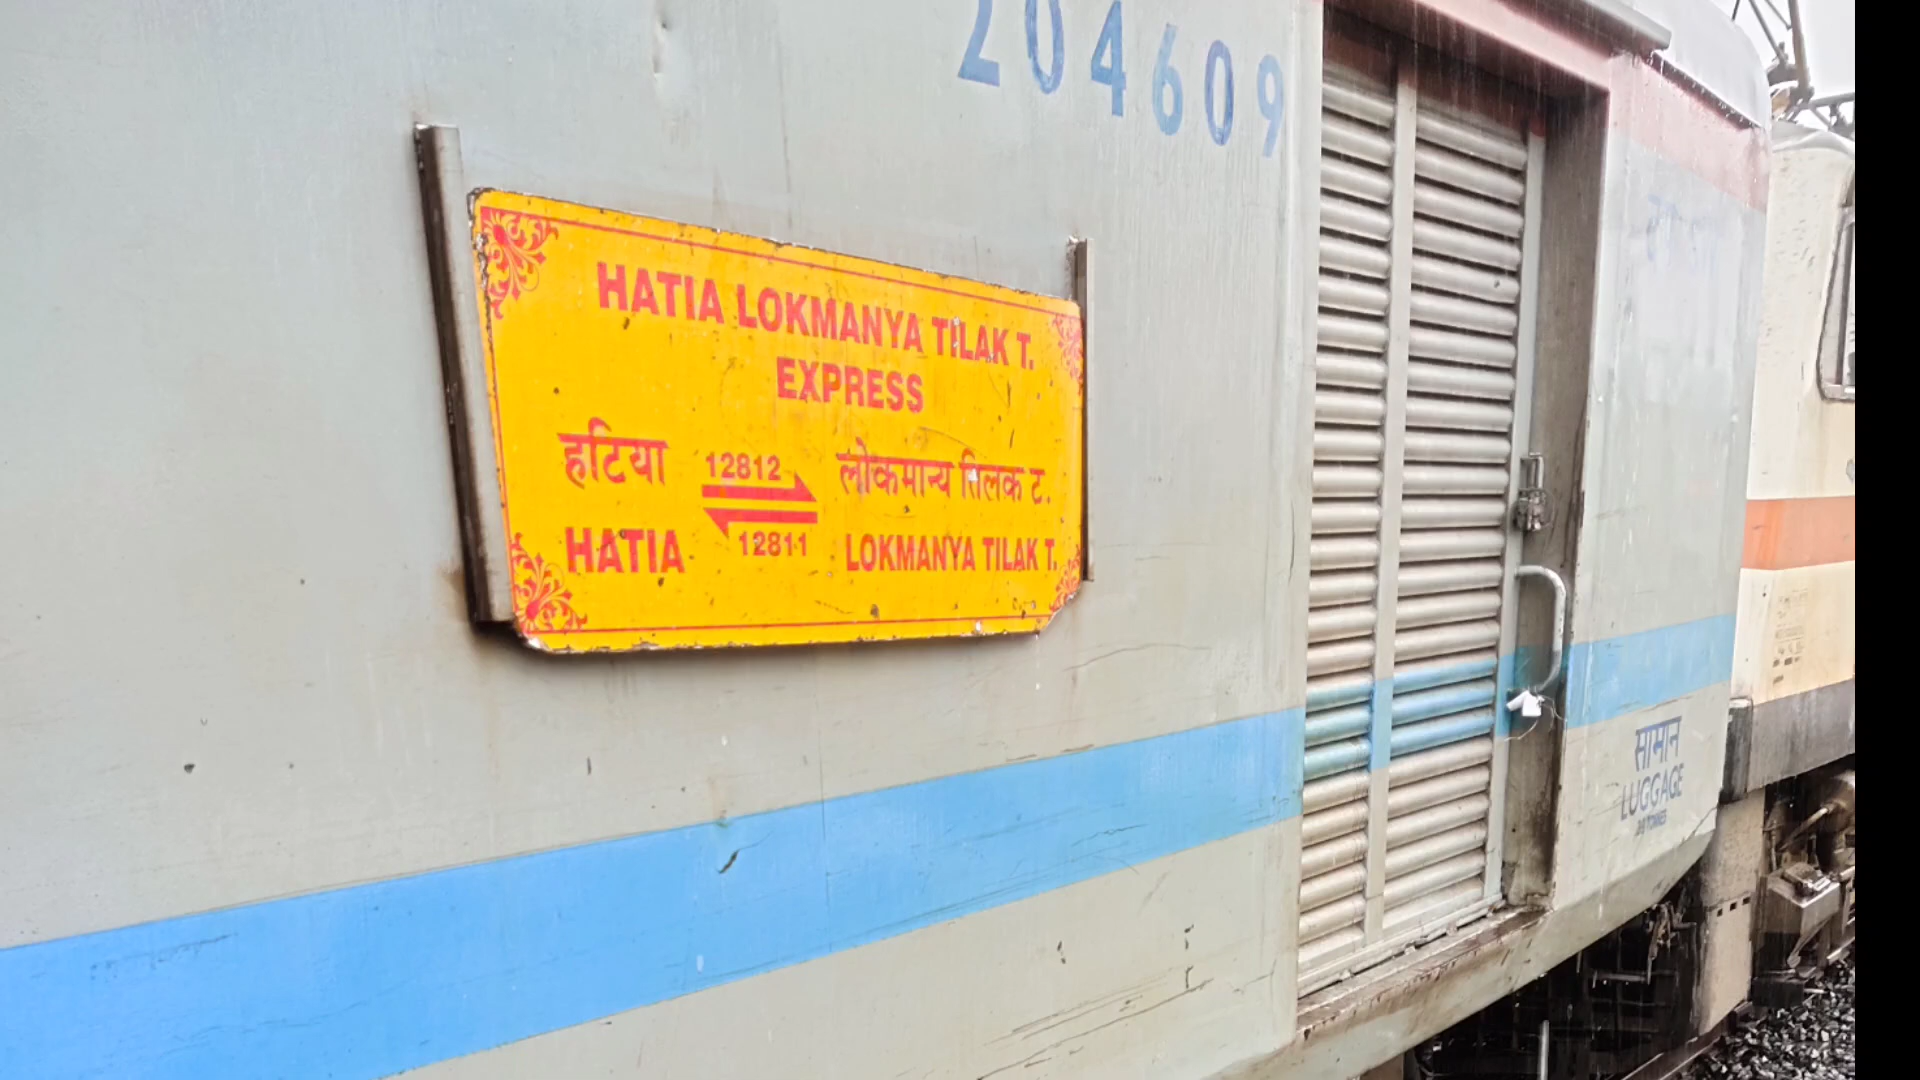 204609
HATIA LOKMANYA TILAK T.
EXPRESS
हटिया 12812 लोकमान्य तिलक ट.
HATIA 12811 LOKMANYA TILAK T.
सामान
LUGGAGE